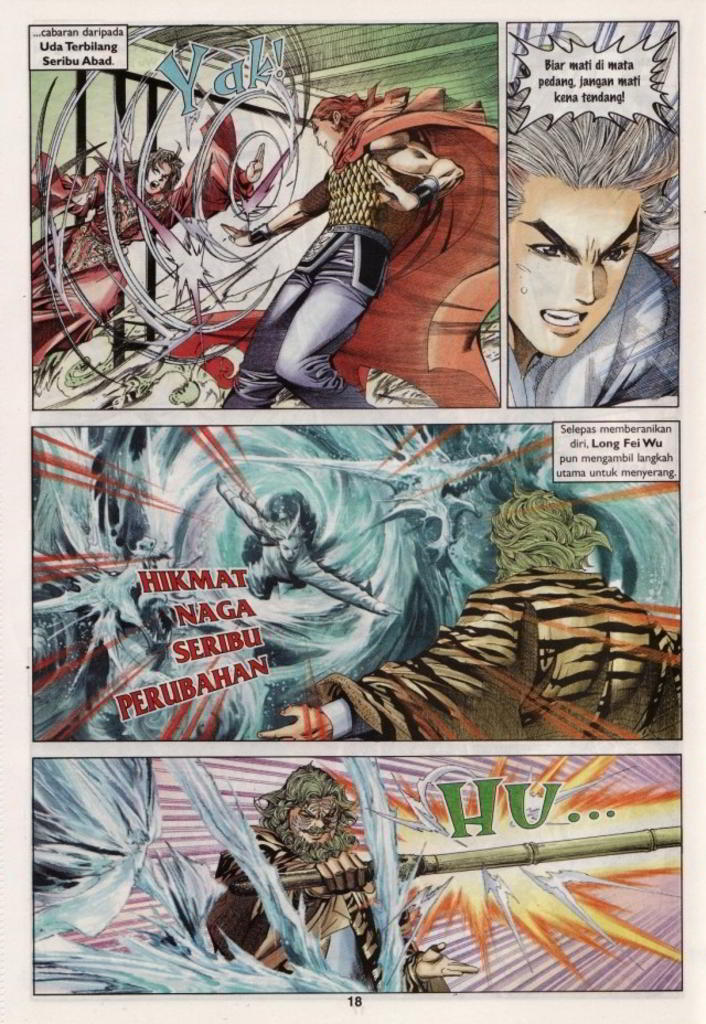 ...cabaran daripada
Uda Terbilang
Seribu Abad.
Yak!
Biar mati di mata
pedang, jangan mati
kena tendang!
Selepas memberanikan
diri, Long Fei Wu
pun mengambil langkah
utama untuk menyerang.
HIKMAT
NAGA
SERIBU
PERUBAHAN
HU...
18